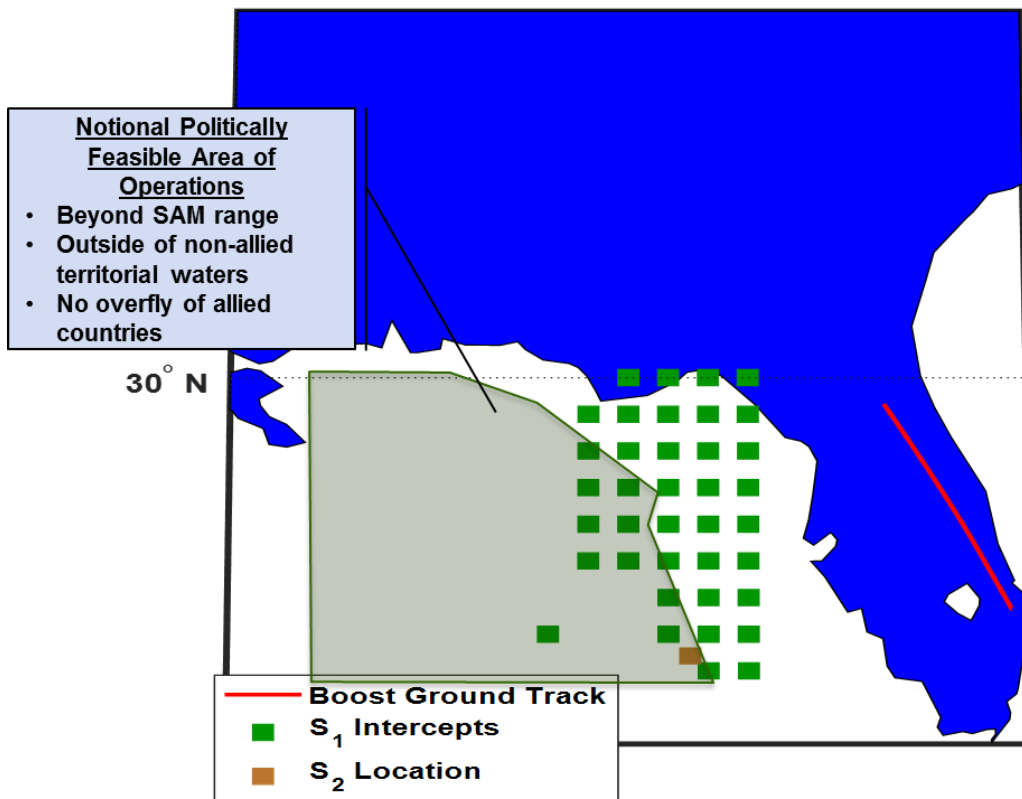 Notional Politically
Feasible Area of
Operations
• Beyond SAM range
• Outside of non-allied
territorial waters
• No overfly of allied
countries
30° N
Boost Ground Track
S1 Intercepts
S2 Location